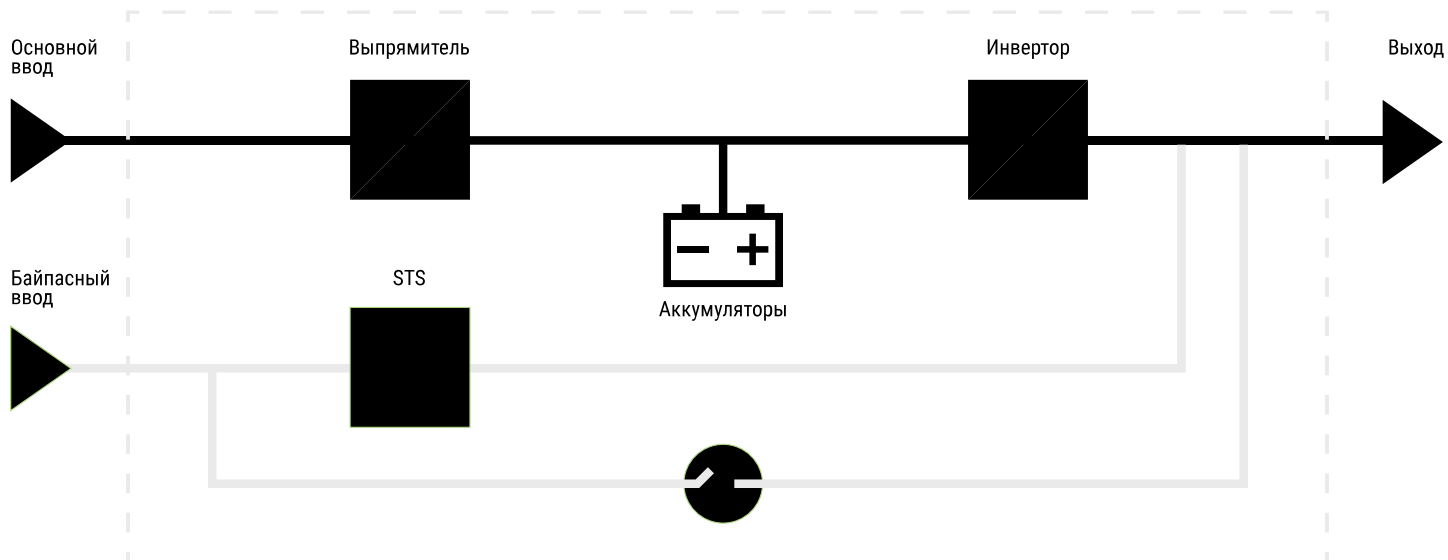 Основной
ввод
Выпрямитель
Инвертор
Выход
Байпасный
ввод
STS
Аккумуляторы